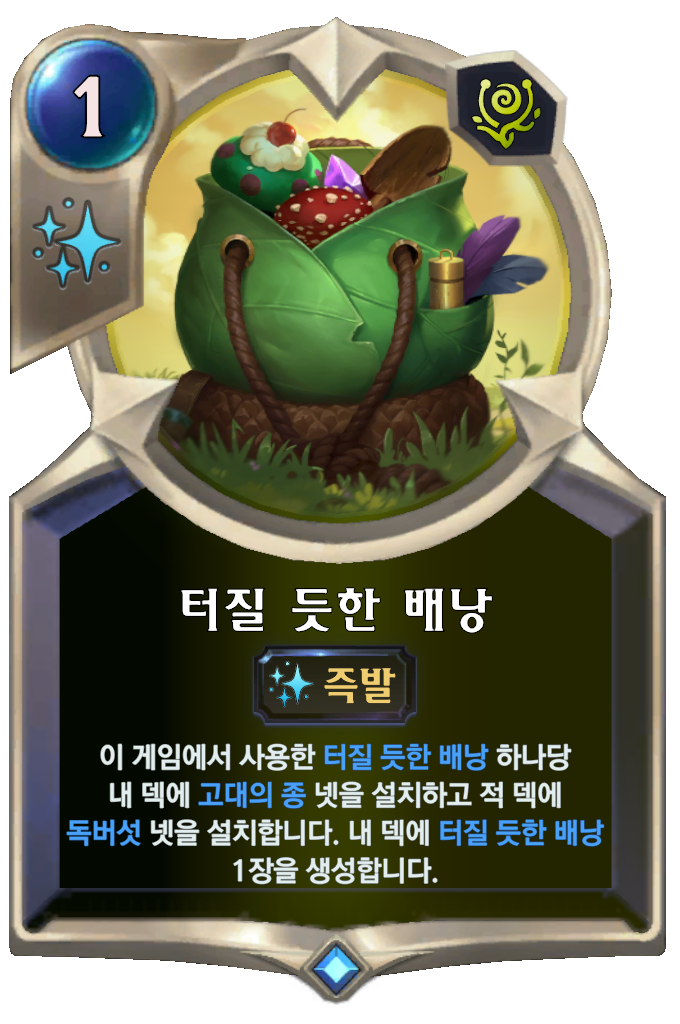 1
터질 듯한 배낭
즉발
이 게임에서 사용한 터질 듯한 배낭 하나당
내 덱에 고대의 종 넷을 설치하고 적 덱에
독버섯 넷을 설치합니다. 내 덱에 터질 듯한 배낭
1장을 생성합니다.